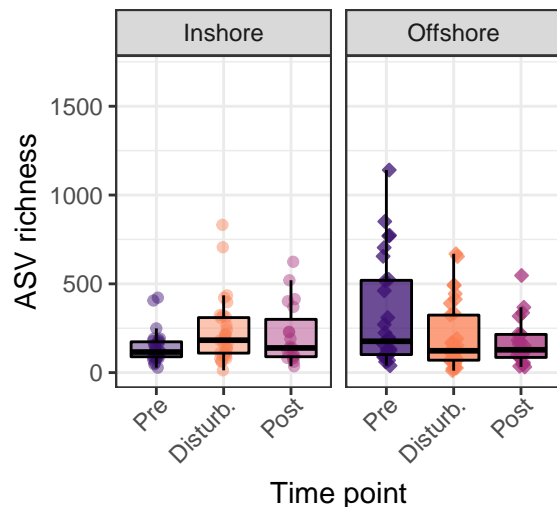 Inshore
Offshore
ASV richness
1500
1000
500
0
Pre
Disturb.
Post
Pre
Disturb.
Post
Time point